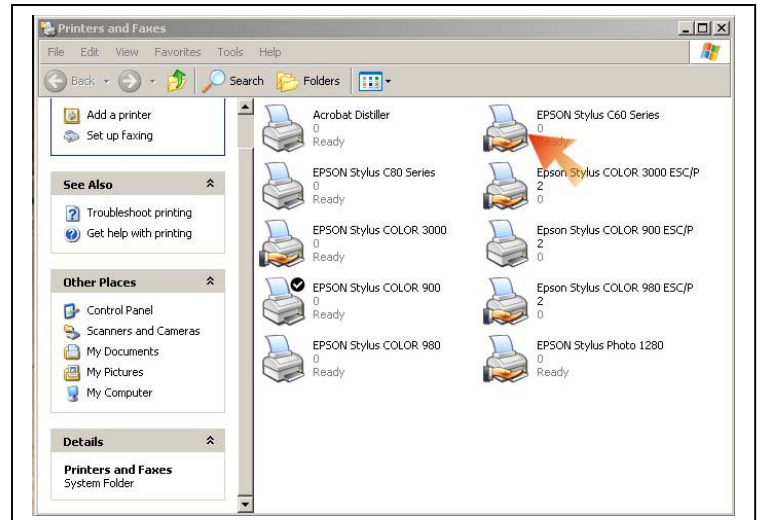 Printers and Faxes
File Edit View Favorites Tools Help
Back Search Folders
Add a printer
Set up faxing
See Also
Troubleshoot printing
Get help with printing
Other Places
Control Panel
Scanners and Cameras
My Documents
My Pictures
My Computer
Details
Printers and Faxes
System Folder
Acrobat Distiller
0
Ready
EPSON Stylus C60 Series
0
Ready
EPSON Stylus C80 Series
0
Ready
Epson Stylus COLOR 3000 ESC/P
2
0
EPSON Stylus COLOR 3000
0
Ready
Epson Stylus COLOR 900 ESC/P
2
0
EPSON Stylus COLOR 900
0
Ready
Epson Stylus COLOR 980 ESC/P
2
0
EPSON Stylus COLOR 980
0
Ready
EPSON Stylus Photo 1280
0
Ready